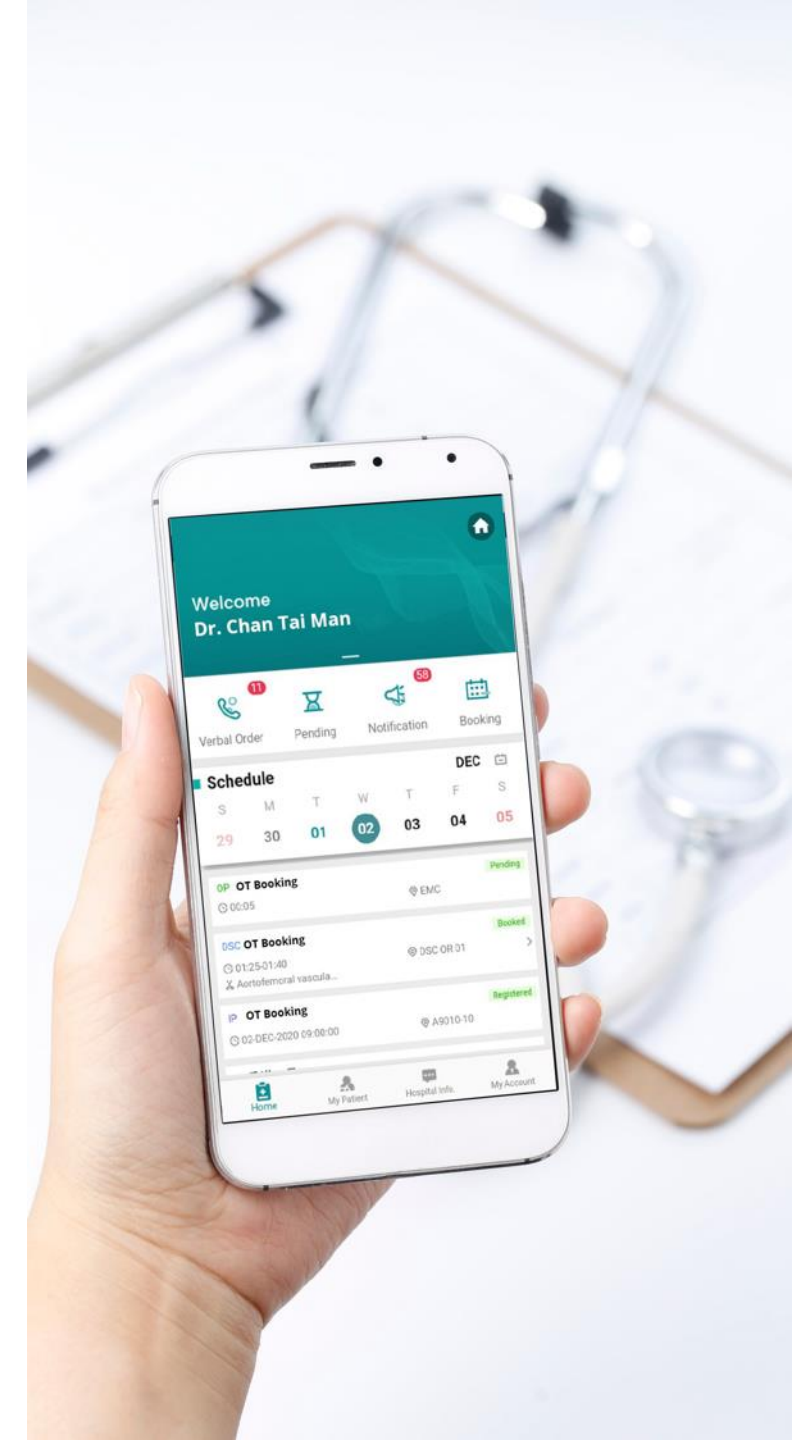 Welcome
Dr. Chan Tai Man
11
58
Verbal Order Pending Notification Booking
Schedule DEC
S M T W T F S
29 30 01 02 03 04 05
Pending
OP OT Booking
00:05 EMC
Booked
DSC OT Booking
01:25-01:40 DSC OR 01
Aortofemoral vascula...
Registered
IP OT Booking
02-DEC-2020 09:00:00 A9010-10
Home My Patient Hospital Info. My Account